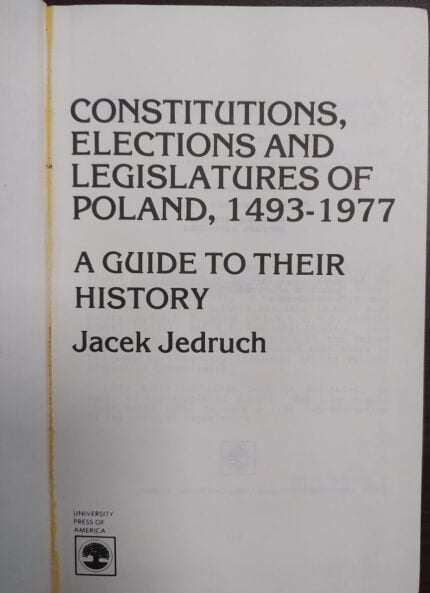 CONSTITUTIONS,
ELECTIONS AND
LEGISLATURES OF
POLAND, 1493-1977
A GUIDE TO THEIR
HISTORY
Jacek Jedruch
UNIVERSITY
PRESS OF
AMERICA